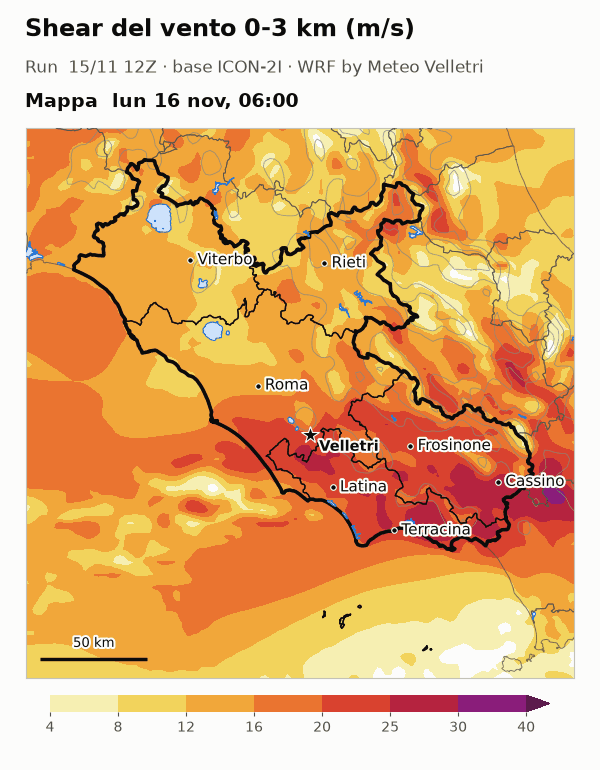 Shear del vento 0-3 km (m/s)
Run 15/11 12Z · base ICON-2I · WRF by Meteo Velletri
Mappa lun 16 nov, 06:00
Viterbo
Rieti
Roma
Velletri
Frosinone
Latina
Cassino
Terracina
50 km
4 8 12 16 20 25 30 40